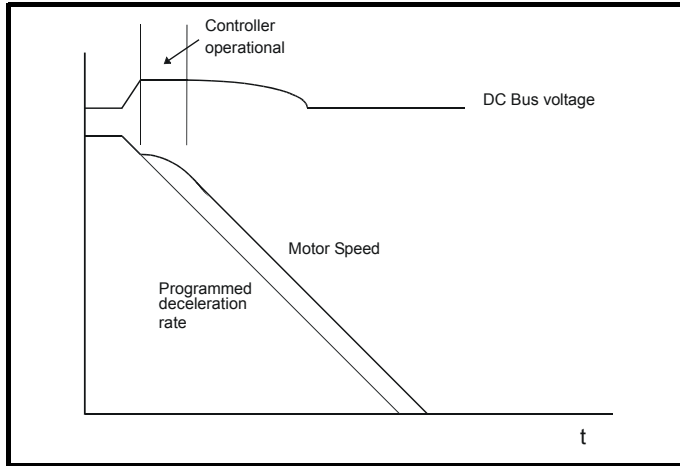 Controller
operational
DC Bus voltage
Motor Speed
Programmed
deceleration
rate
t